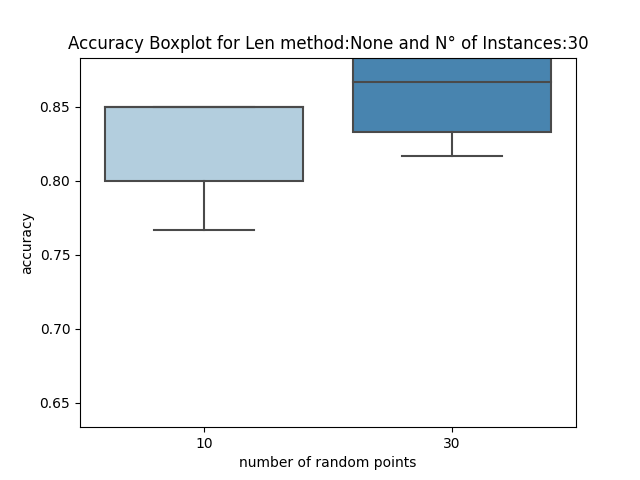 Accuracy Boxplot for Len method:None and N° of Instances:30
0.85
0.80
0.75
0.70
0.65
accuracy
10
30
number of random points